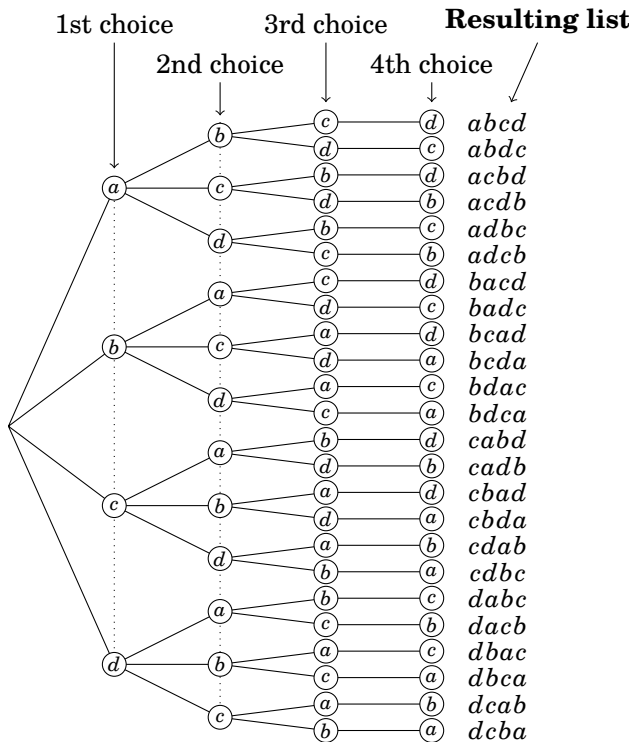 Resulting list
1st choice
3rd choice
2nd choice
4th choice
c d abcd
b
d c abdc
b d acbd
a c
d b acdb
b c adbc
d
c b adcb
c d bacd
a
d c badc
a d bcad
b c
d a bcda
a c bdac
d
c a bdca
b d cabd
a
d b cadb
a d cbad
c b
d a cbda
a b cdab
d
b a cdbc
b c dabc
a
c b dacb
a c dbac
d b
c a dbca
a b dcab
c
b a dcba